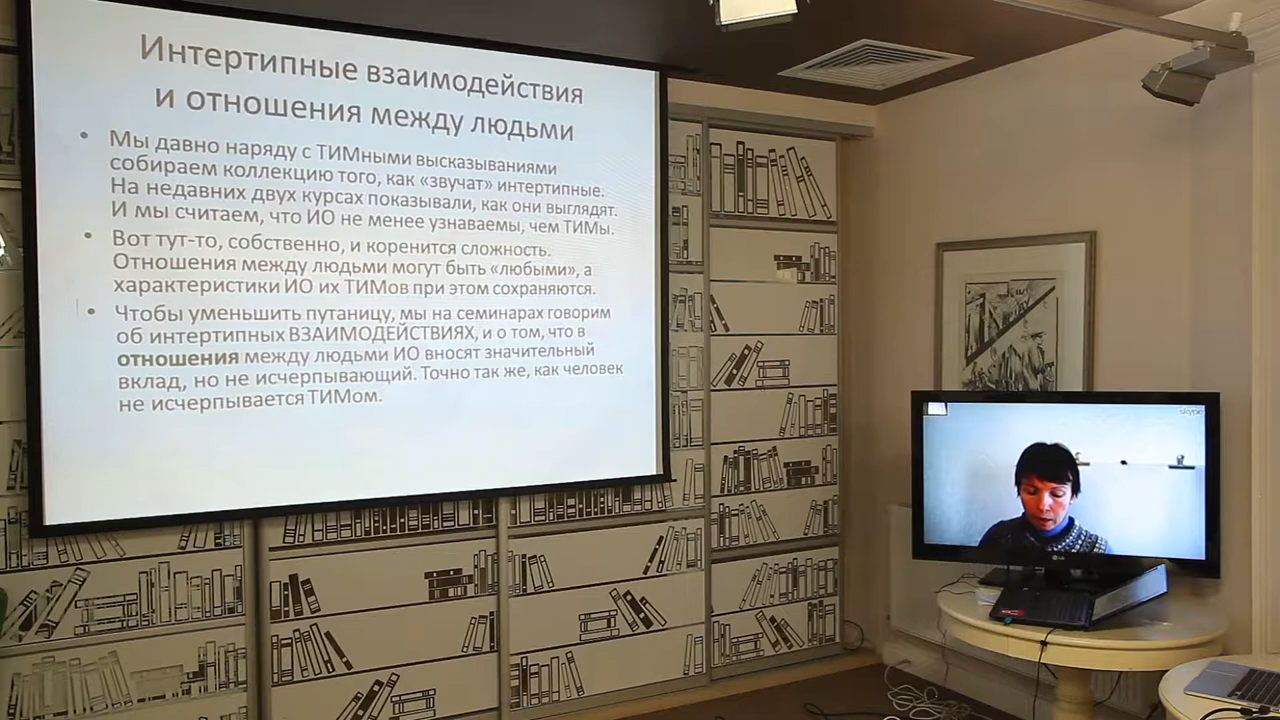 Интертипные взаимодействия
и отношения между людьми
• Мы давно наряду с ТИМными высказываниями
собираем коллекцию того, как «звучат» интертипные.
На недавних двух курсах показывали, как они выглядят.
И мы считаем, что ИО не менее узнаваемы, чем ТИМы.
• Вот тут-то, собственно, и коренится сложность.
Отношения между людьми могут быть «любыми», а
характеристики ИО их ТИМов при этом сохраняются.
• Чтобы уменьшить путаницу, мы на семинарах говорим
об интертипных ВЗАИМОДЕЙСТВИЯХ, и о том, что в
отношения между людьми ИО вносят значительный
вклад, но не исчерпывающий. Точно так же, как человек
не исчерпывается ТИМом.
skype
LG